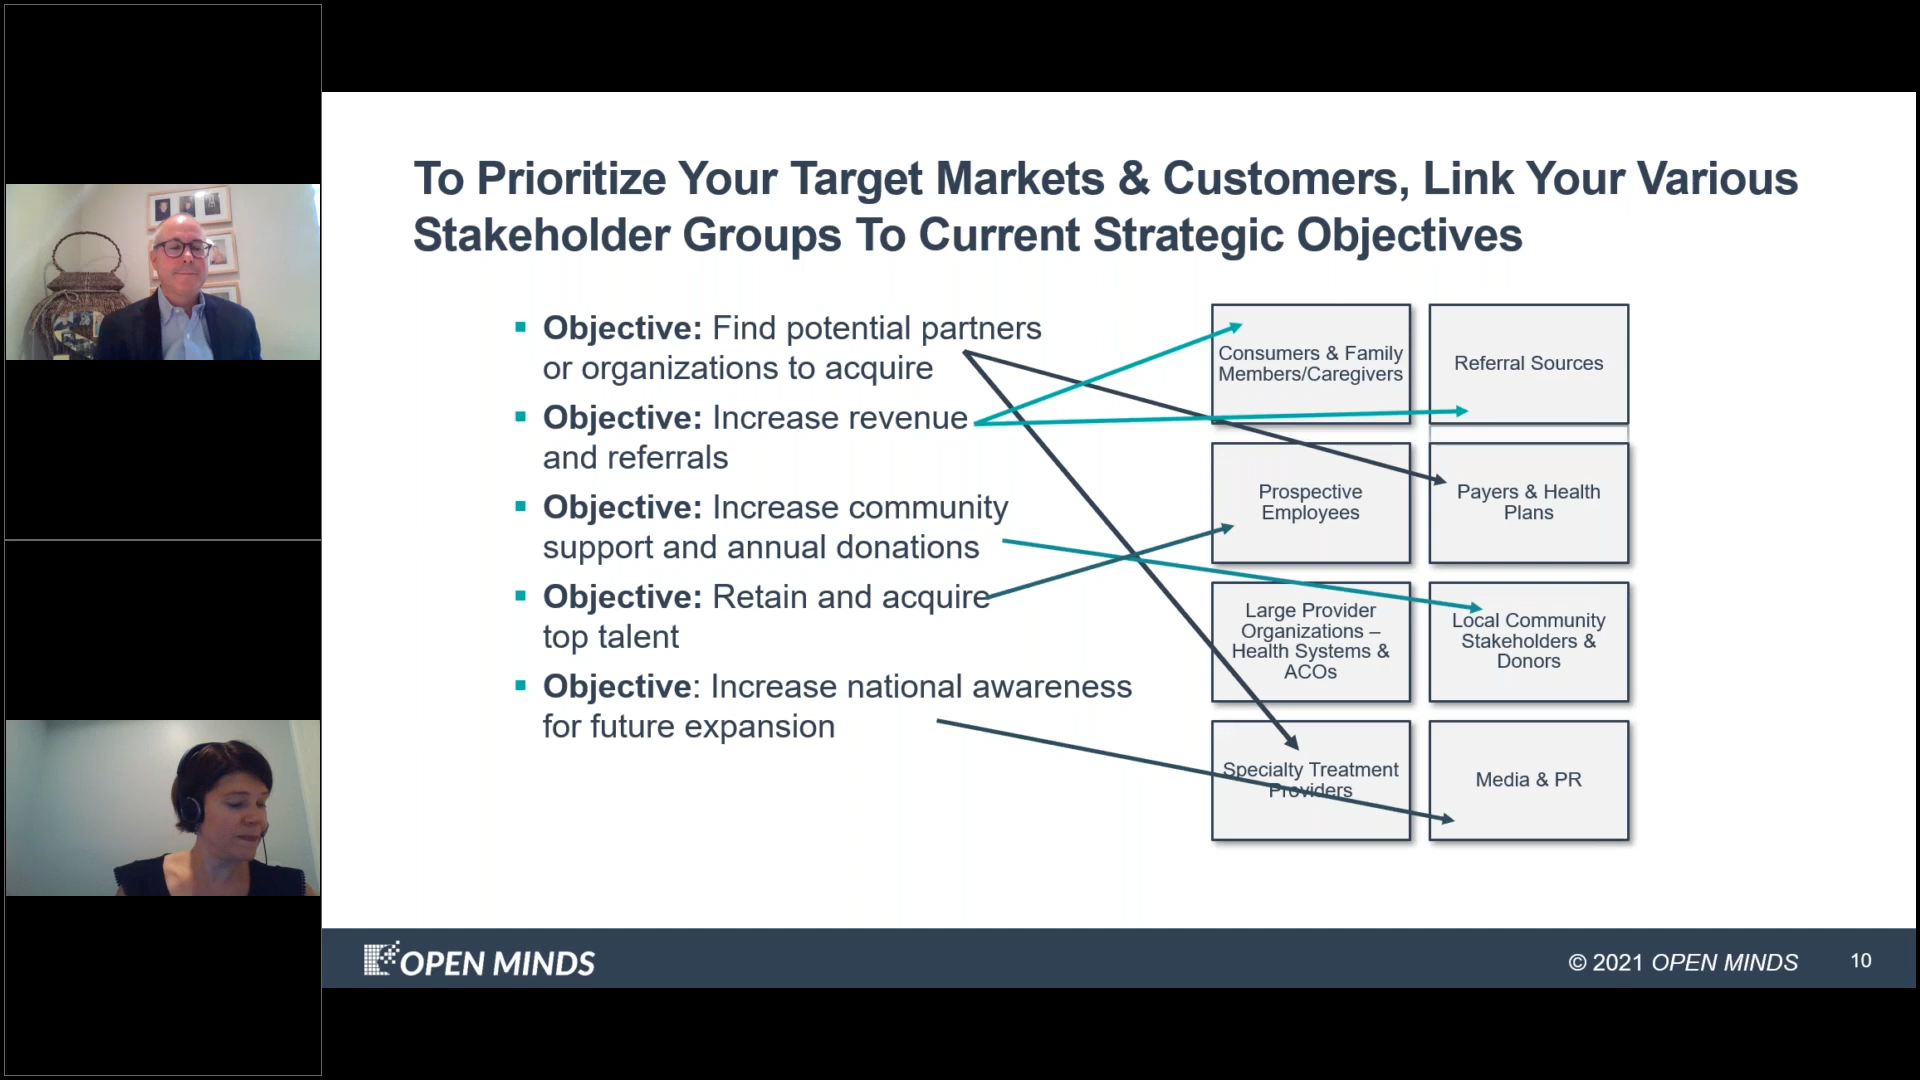 To Prioritize Your Target Markets & Customers, Link Your Various
Stakeholder Groups To Current Strategic Objectives
Objective: Find potential partners
or organizations to acquire
Objective: Increase revenue
and referrals
Objective: Increase community
support and annual donations
Objective: Retain and acquire
top talent
Objective: Increase national awareness
for future expansion
Consumers & Family
Members/Caregivers
Referral Sources
Prospective
Employees
Payers & Health
Plans
Large Provider
Organizations –
Health Systems &
ACOs
Local Community
Stakeholders &
Donors
Specialty Treatment
Providers
Media & PR
OPEN MINDS
© 2021 OPEN MINDS
10